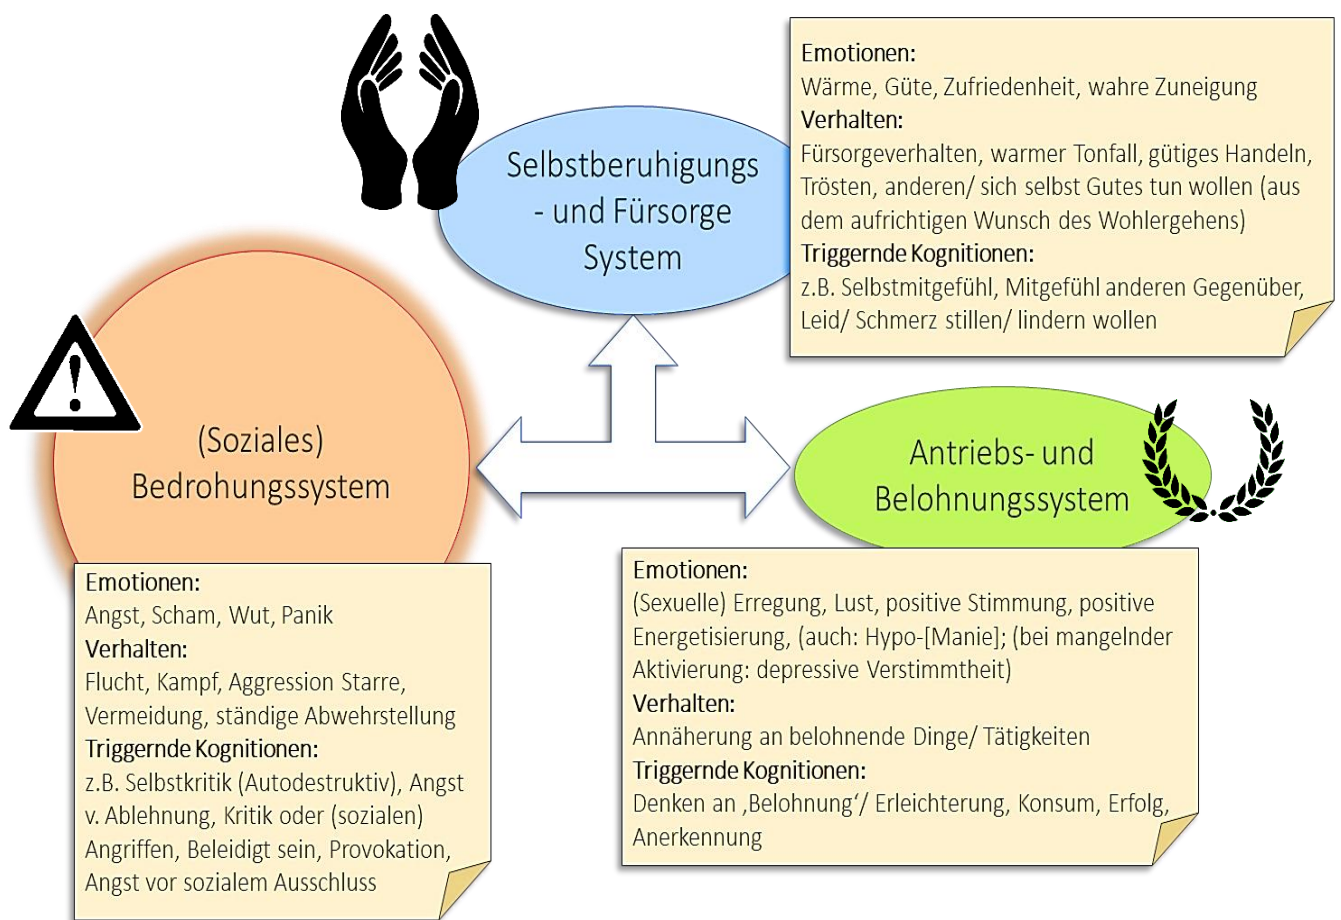 Selbstberuhigungs
- und Fürsorge
System
Emotionen:
Wärme, Güte, Zufriedenheit, wahre Zuneigung
Verhalten:
Fürsorgeverhalten, warmer Tonfall, gütiges Handeln,
Trösten, anderen/ sich selbst Gutes tun wollen (aus
dem aufrichtigen Wunsch des Wohlergehens)
Triggernde Kognitionen:
z.B. Selbstmitgefühl, Mitgefühl anderen Gegenüber,
Leid/ Schmerz stillen/ lindern wollen
!
(Soziales)
Bedrohungssystem
Emotionen:
Angst, Scham, Wut, Panik
Verhalten:
Flucht, Kampf, Aggression Starre,
Vermeidung, ständige Abwehrstellung
Triggernde Kognitionen:
z.B. Selbstkritik (Autodestruktiv), Angst
v. Ablehnung, Kritik oder (sozialen)
Angriffen, Beleidigt sein, Provokation,
Angst vor sozialem Ausschluss
Antriebs- und
Belohnungssystem
Emotionen:
(Sexuelle) Erregung, Lust, positive Stimmung, positive
Energetisierung, (auch: Hypo-[Manie]; (bei mangelnder
Aktivierung: depressive Verstimmtheit)
Verhalten:
Annäherung an belohnende Dinge/ Tätigkeiten
Triggernde Kognitionen:
Denken an ‚Belohnung‘/ Erleichterung, Konsum, Erfolg,
Anerkennung